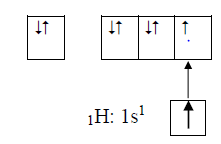 ↓↑ ↓↑ ↓↑ ↑
₁H: 1s¹ ↑